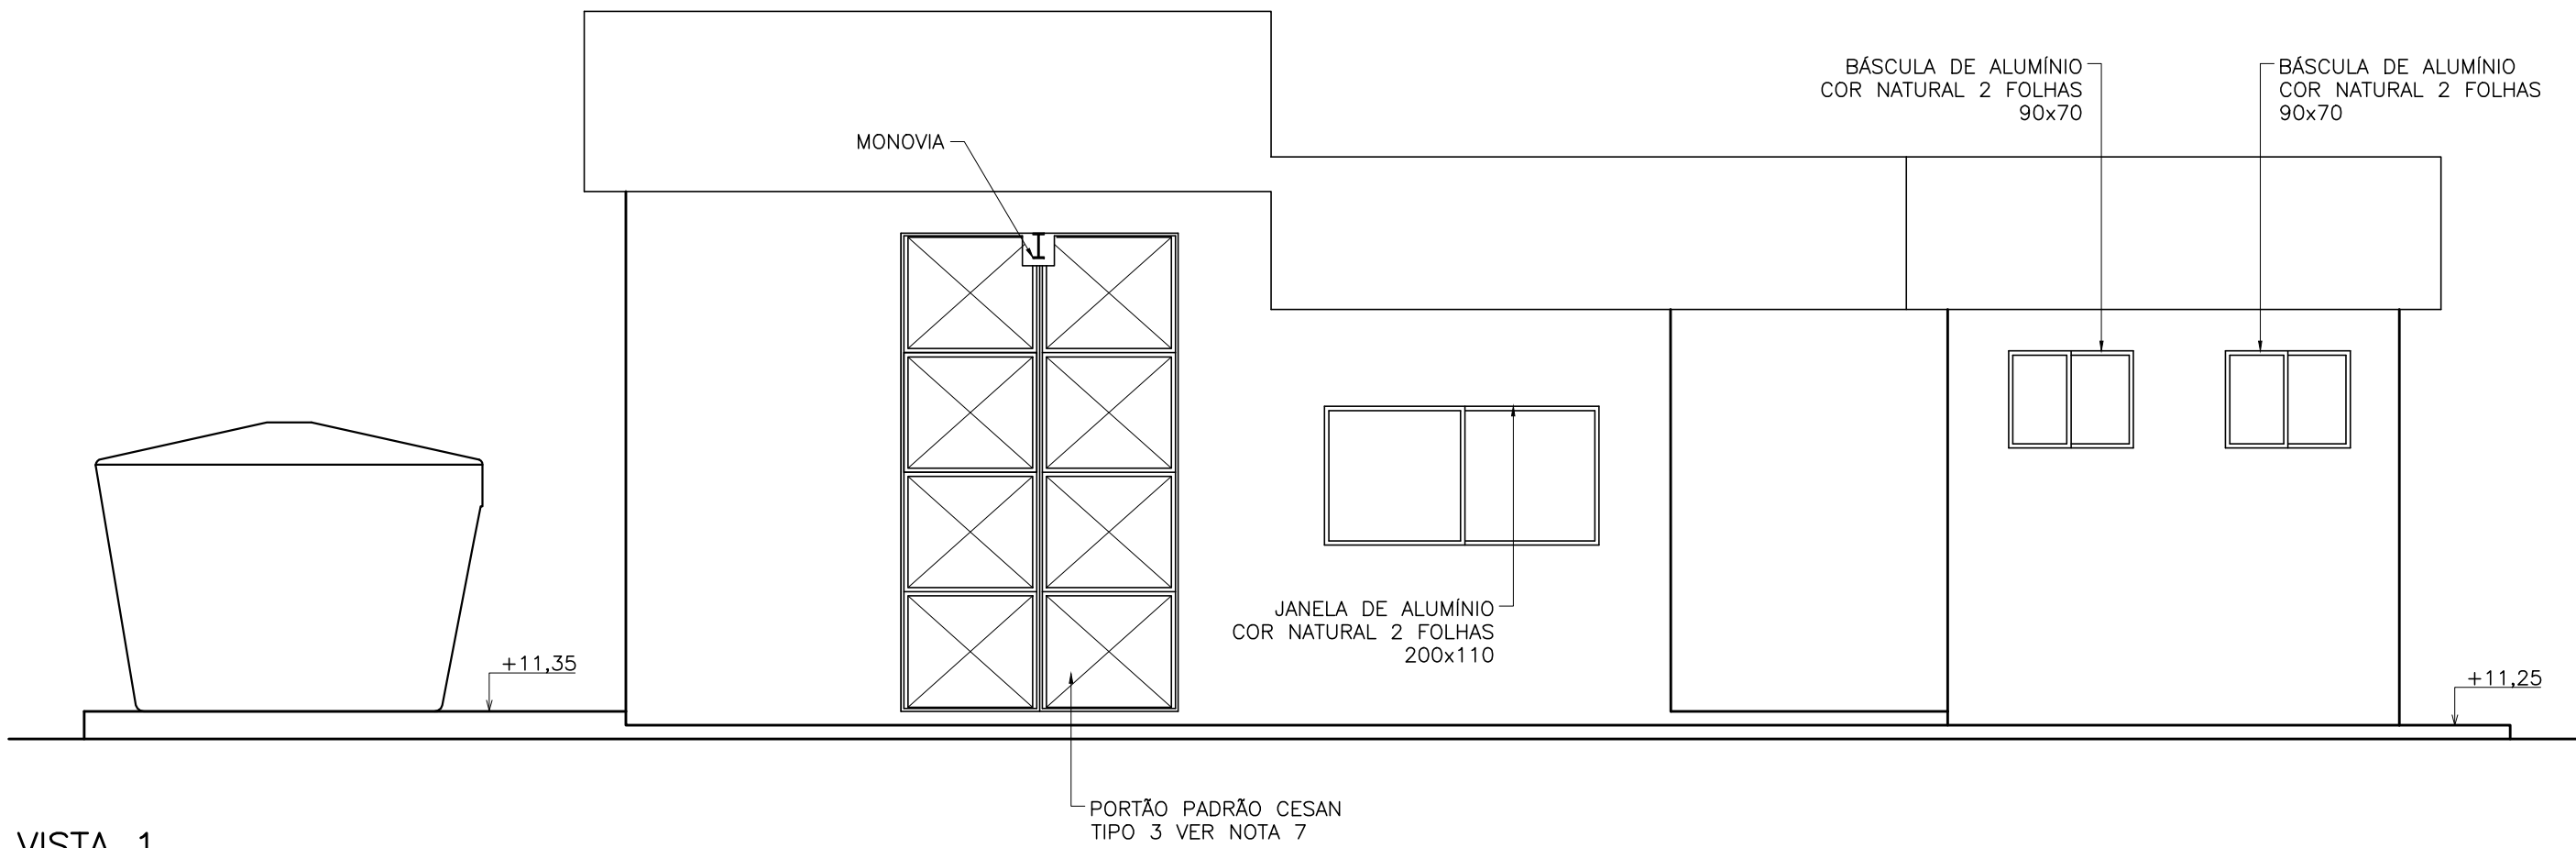 BÁSCULA DE ALUMÍNIO
COR NATURAL 2 FOLHAS
90x70
BÁSCULA DE ALUMÍNIO
COR NATURAL 2 FOLHAS
90x70
MONOVIA
JANELA DE ALUMÍNIO
COR NATURAL 2 FOLHAS
200x110
+11,35
+11,25
PORTÃO PADRÃO CESAN
TIPO 3 VER NOTA 7
VISTA 1